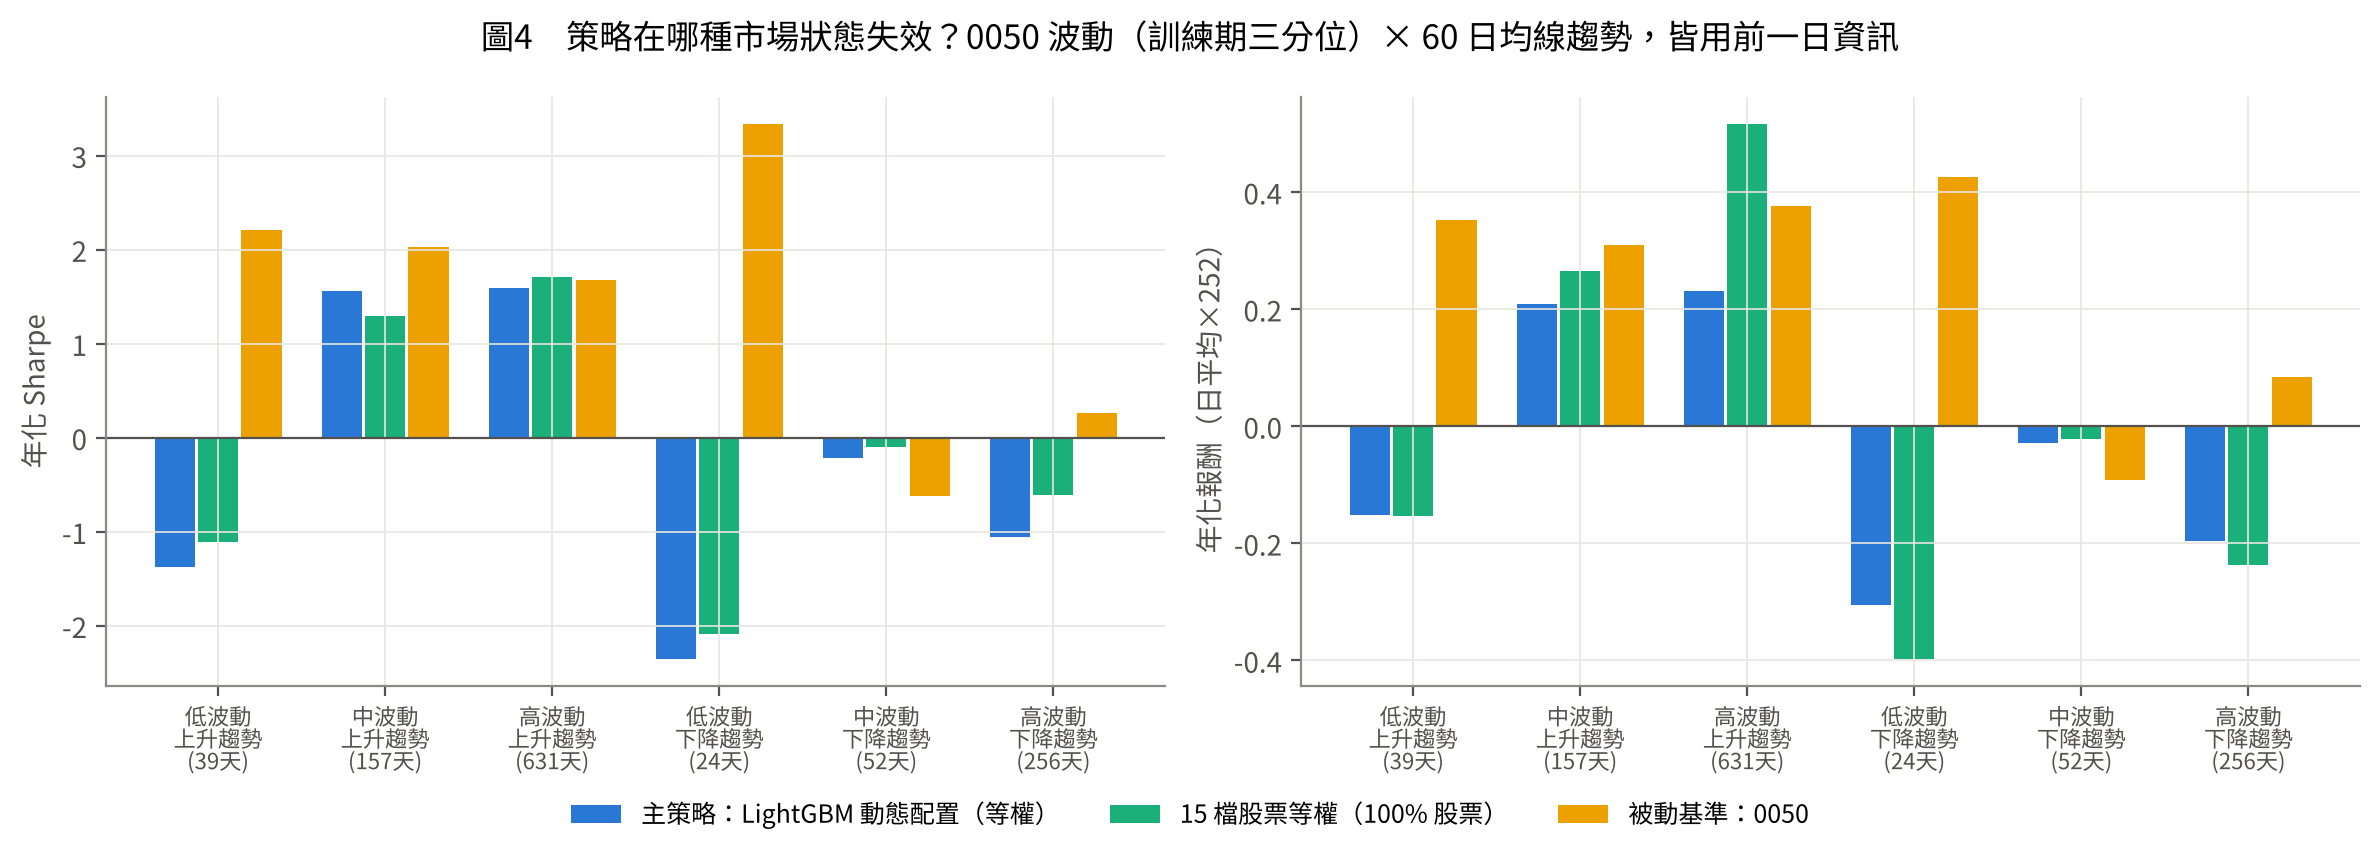 圖4　策略在哪種市場狀態失效？0050 波動（訓練期三分位）× 60 日均線趨勢，皆用前一日資訊
年化 Sharpe
3
2
1
0
-1
-2
低波動
上升趨勢
(39天)
中波動
上升趨勢
(157天)
高波動
上升趨勢
(631天)
低波動
下降趨勢
(24天)
中波動
下降趨勢
(52天)
高波動
下降趨勢
(256天)
年化報酬（日平均×252）
0.4
0.2
0.0
-0.2
-0.4
低波動
上升趨勢
(39天)
中波動
上升趨勢
(157天)
高波動
上升趨勢
(631天)
低波動
下降趨勢
(24天)
中波動
下降趨勢
(52天)
高波動
下降趨勢
(256天)
主策略：LightGBM 動態配置（等權）
15 檔股票等權（100% 股票）
被動基準：0050